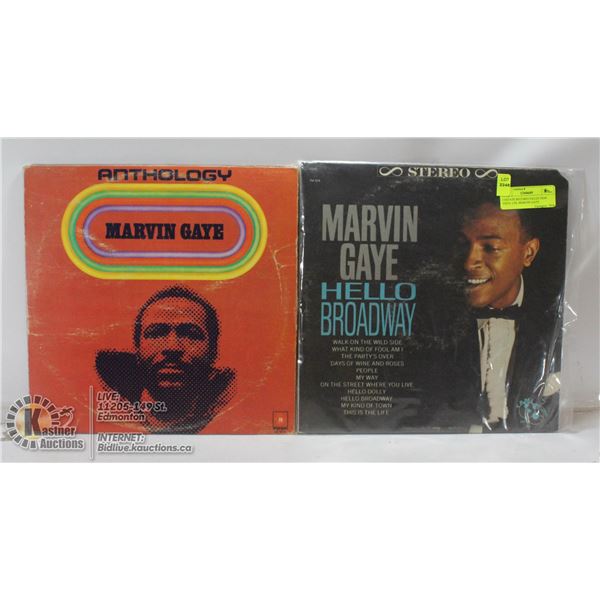 ANTHOLOGY
MARVIN GAYE
STEREO
MARVIN
GAYE
HELLO
BROADWAY
WALK ON THE WILD SIDE
WHAT KIND OF FOOL AM I
THE PARTY'S OVER
DAYS OF WINE AND ROSES
PEOPLE
MY WAY
ON THE STREET WHERE YOU LIVE
HELLO DOLLY
HELLO BROADWAY
MY KIND OF TOWN
THIS IS THE LIFE
LOT
Kastner
Auctions
LIVE:
11205-149 St.
Edmonton
INTERNET:
Bidlive.kauctions.ca